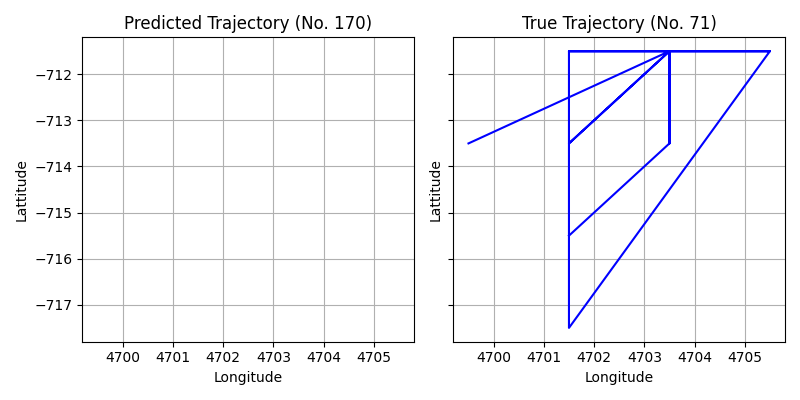 Predicted Trajectory (No. 170)
True Trajectory (No. 71)
−712
−713
−714
−715
−716
−717
Lattitude
Lattitude
4700 4701 4702 4703 4704 4705
4700 4701 4702 4703 4704 4705
Longitude
Longitude